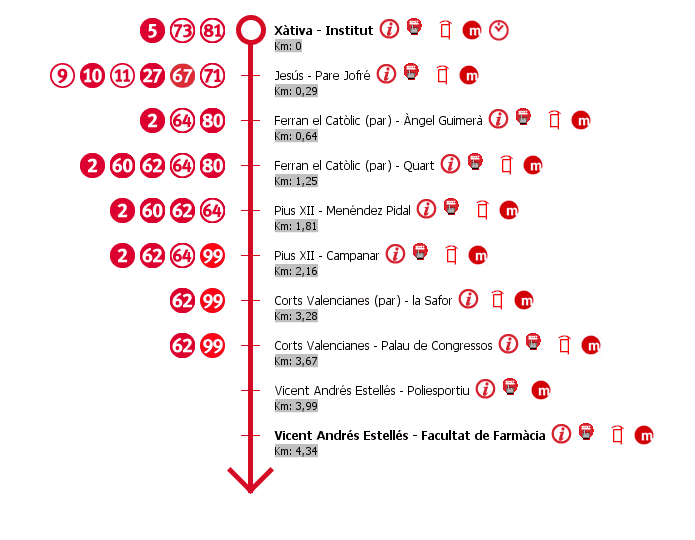 5 73 81 Xàtiva - Institut i m
Km: 0
9 10 11 27 67 71 Jesús - Pare Jofré i m
Km: 0,29
2 64 80 Ferran el Catòlic (par) - Àngel Guimerà i m
Km: 0,64
2 60 62 64 80 Ferran el Catòlic (par) - Quart i m
Km: 1,25
2 60 62 64 Pius XII - Menéndez Pidal i m
Km: 1,81
2 62 64 99 Pius XII - Campanar i m
Km: 2,16
62 99 Corts Valencianes (par) - la Safor i m
Km: 3,28
62 99 Corts Valencianes - Palau de Congressos i m
Km: 3,67
Vicent Andrés Estellés - Poliesportiu i m
Km: 3,99
Vicent Andrés Estellés - Facultat de Farmàcia i m
Km: 4,34